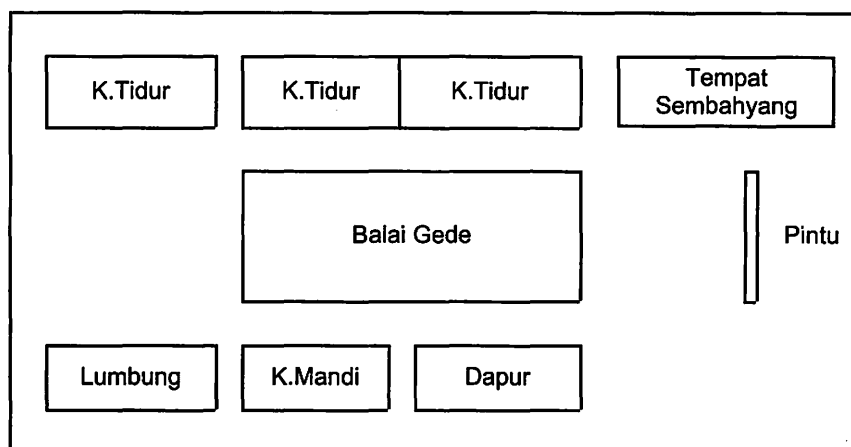 K.Tidur
K.Tidur
K.Tidur
Tempat
Sembahyang
Balai Gede
Pintu
Lumbung
K.Mandi
Dapur